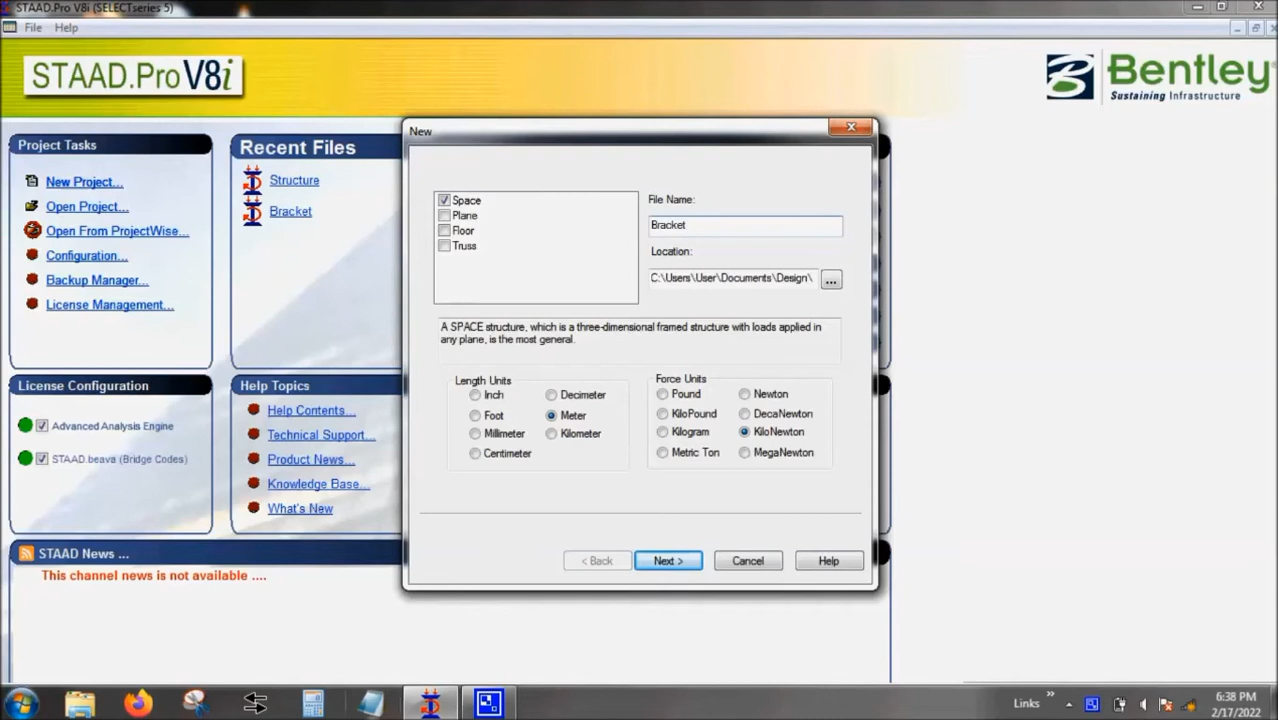 STAAD.Pro V8i (SELECTseries 5)
File Help
STAAD.Pro V8i
Bentley
Sustaining Infrastructure
Project Tasks
New Project...
Open Project...
Open From ProjectWise...
Configuration...
Backup Manager...
License Management...
Recent Files
Structure
Bracket
License Configuration
Advanced Analysis Engine
STAAD.beava (Bridge Codes)
Help Topics
Help Contents...
Technical Support...
Product News...
Knowledge Base...
What's New
STAAD News ...
This channel news is not available ....
New
Space
Plane
Floor
Truss
File Name:
Bracket
Location:
C:\Users\User\Documents\Design\
...
A SPACE structure, which is a three-dimensional framed structure with loads applied in
any plane, is the most general.
Length Units
Inch
Foot
Millimeter
Centimeter
Decimeter
Meter
Kilometer
Force Units
Pound
KiloPound
Kilogram
Metric Ton
Newton
DecaNewton
KiloNewton
MegaNewton
< Back
Next >
Cancel
Help
Links
6:38 PM
2/17/2022